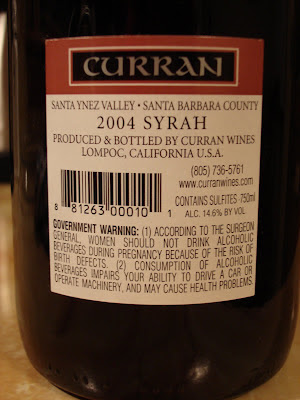 CURRAN
SANTA YNEZ VALLEY • SANTA BARBARA COUNTY
2004 SYRAH
PRODUCED & BOTTLED BY CURRAN WINES
LOMPOC, CALIFORNIA U.S.A.
(805) 736-5761
www.curranwines.com
CONTAINS SULFITES · 750ml
ALC. 14.6% BY VOL
8 81263 00010 1
GOVERNMENT WARNING: (1) ACCORDING TO THE SURGEON
GENERAL, WOMEN SHOULD NOT DRINK ALCOHOLIC
BEVERAGES DURING PREGNANCY BECAUSE OF THE RISK OF
BIRTH DEFECTS. (2) CONSUMPTION OF ALCOHOLIC
BEVERAGES IMPAIRS YOUR ABILITY TO DRIVE A CAR OR
OPERATE MACHINERY, AND MAY CAUSE HEALTH PROBLEMS.